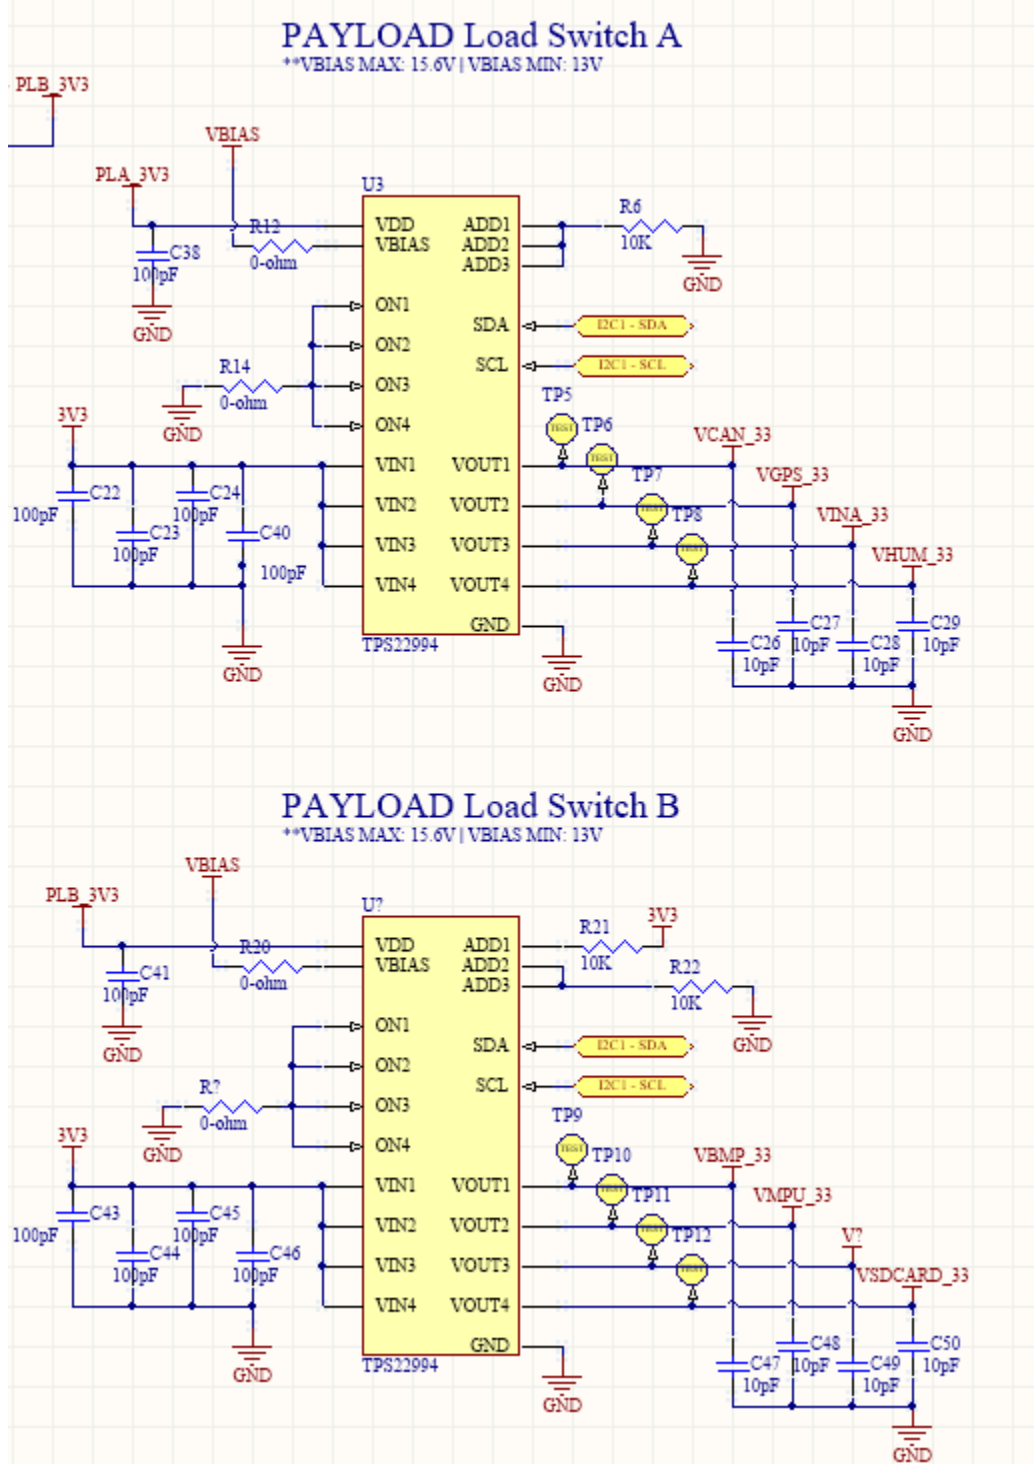 PAYLOAD Load Switch A
**VBIAS MAX: 15.6V | VBIAS MIN: 13V
PLB_3V3
VBIAS
PLA_3V3
U3
R12
0-ohm
C38
100pF
GND
VDD
VBIAS
ADD1
ADD2
ADD3
R6
10K
GND
ON1
ON2
ON3
ON4
SDA
SCL
I2C1 - SDA
I2C1 - SCL
R14
0-ohm
GND
3V3
TP5
TEST
TP6
TEST
TP7
TEST
TP8
TEST
VCAN_33
VGPS_33
VINA_33
VHUM_33
VIN1
VIN2
VIN3
VIN4
VOUT1
VOUT2
VOUT3
VOUT4
GND
C22
100pF
C23
100pF
C24
100pF
C40
100pF
GND
TPS22994
GND
C26
10pF
C27
10pF
C28
10pF
C29
10pF
GND
PAYLOAD Load Switch B
**VBIAS MAX: 15.6V | VBIAS MIN: 13V
VBIAS
PLB_3V3
U?
R20
0-ohm
C41
100pF
GND
VDD
VBIAS
ADD1
ADD2
ADD3
R21
10K
3V3
R22
10K
GND
ON1
ON2
ON3
ON4
SDA
SCL
I2C1 - SDA
I2C1 - SCL
R?
0-ohm
GND
3V3
TP9
TEST
TP10
TEST
TP11
TEST
TP12
TEST
VBMP_33
VMPU_33
V?
VSDCARD_33
VIN1
VIN2
VIN3
VIN4
VOUT1
VOUT2
VOUT3
VOUT4
GND
C43
100pF
C44
100pF
C45
100pF
C46
100pF
GND
TPS22994
GND
C47
10pF
C48
10pF
C49
10pF
C50
10pF
GND